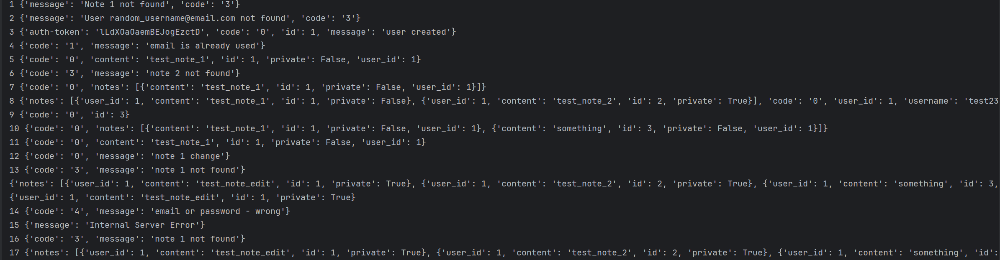 1 {'message': 'Note 1 not found', 'code': '3'}
2 {'message': 'User random_username@email.com not found', 'code': '3'}
3 {'auth-token': 'lLdXOaOaemBEJogEzctD', 'code': '0', 'id': 1, 'message': 'user created'}
4 {'code': '1', 'message': 'email is already used'}
5 {'code': '0', 'content': 'test_note_1', 'id': 1, 'private': False, 'user_id': 1}
6 {'code': '3', 'message': 'note 2 not found'}
7 {'code': '0', 'notes': [{'content': 'test_note_1', 'id': 1, 'private': False, 'user_id': 1}]}
8 {'notes': [{'user_id': 1, 'content': 'test_note_1', 'id': 1, 'private': False}, {'user_id': 1, 'content': 'test_note_2', 'id': 2, 'private': True}], 'code': '0', 'user_id': 1, 'username': 'test23
9 {'code': '0', 'id': 3}
10 {'code': '0', 'notes': [{'content': 'test_note_1', 'id': 1, 'private': False, 'user_id': 1}, {'content': 'something', 'id': 3, 'private': False, 'user_id': 1}]}
11 {'code': '0', 'content': 'test_note_1', 'id': 1, 'private': False, 'user_id': 1}
12 {'code': '0', 'message': 'note 1 change'}
13 {'code': '3', 'message': 'note 1 not found'}
{'notes': [{'user_id': 1, 'content': 'test_note_edit', 'id': 1, 'private': True}, {'user_id': 1, 'content': 'test_note_2', 'id': 2, 'private': True}, {'user_id': 1, 'content': 'something', 'id': 3,
{'user_id': 1, 'content': 'test_note_edit', 'id': 1, 'private': True}
14 {'code': '4', 'message': 'email or password - wrong'}
15 {'message': 'Internal Server Error'}
16 {'code': '3', 'message': 'note 1 not found'}
17 {'notes': [{'user_id': 1, 'content': 'test_note_edit', 'id': 1, 'private': True}, {'user_id': 1, 'content': 'test_note_2', 'id': 2, 'private': True}, {'user_id': 1, 'content': 'something', 'id':